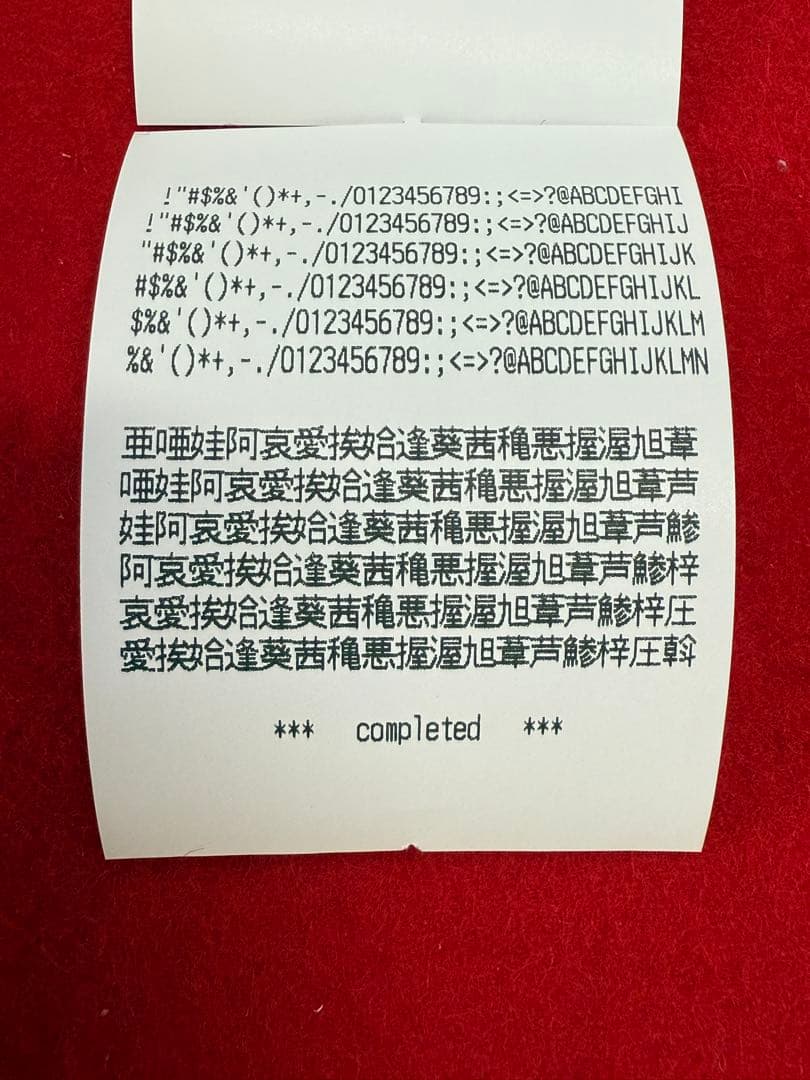 !"#$%&'()*+,-./0123456789:;<=>?@ABCDEFGHI
!"#$%&'()*+,-./0123456789:;<=>?@ABCDEFGHIJ
"#$%&'()*+,-./0123456789:;<=>?@ABCDEFGHIJK
#$%&'()*+,-./0123456789:;<=>?@ABCDEFGHIJKL
$%&'()*+,-./0123456789:;<=>?@ABCDEFGHIJKLM
%&'()*+,-./0123456789:;<=>?@ABCDEFGHIJKLMN
亜唖娃阿哀愛挨姶逢葵茜穐悪握渥旭葦
唖娃阿哀愛挨姶逢葵茜穐悪握渥旭葦芦
娃阿哀愛挨姶逢葵茜穐悪握渥旭葦芦鯵
阿哀愛挨姶逢葵茜穐悪握渥旭葦芦鯵梓
哀愛挨姶逢葵茜穐悪握渥旭葦芦鯵梓圧
愛挨姶逢葵茜穐悪握渥旭葦芦鯵梓圧斡
*** completed ***